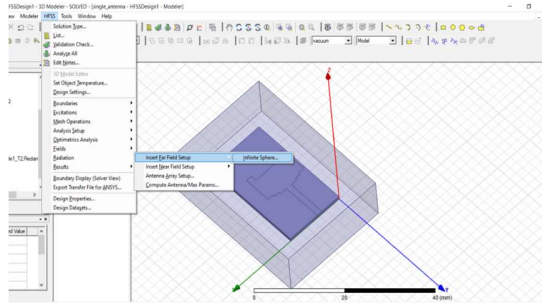 FSSDesign1 - 3D Modeler - SOLVED - [single_antenna - HFSSDesign1 - Modeler]
HFSS Tools Window Help
Solution Type...
List...
Validation Check...
Analyze All
Edit Notes...
3D Model Editor
Set Object Temperature...
Design Settings...
Boundaries
Excitations
Mesh Operations
Analysis Setup
Optimetrics Analysis
Fields
Radiation
Results
Boundary Display (Solver View)
Export Transfer File for ANSYS...
Design Properties...
Design Datasets...
Insert Far Field Setup
Insert Near Field Setup
Antenna Array Setup...
Compute Antenna/Max Params...
Infinite Sphere...
vacuum
Model
ed Value
0
20
40 (mm)